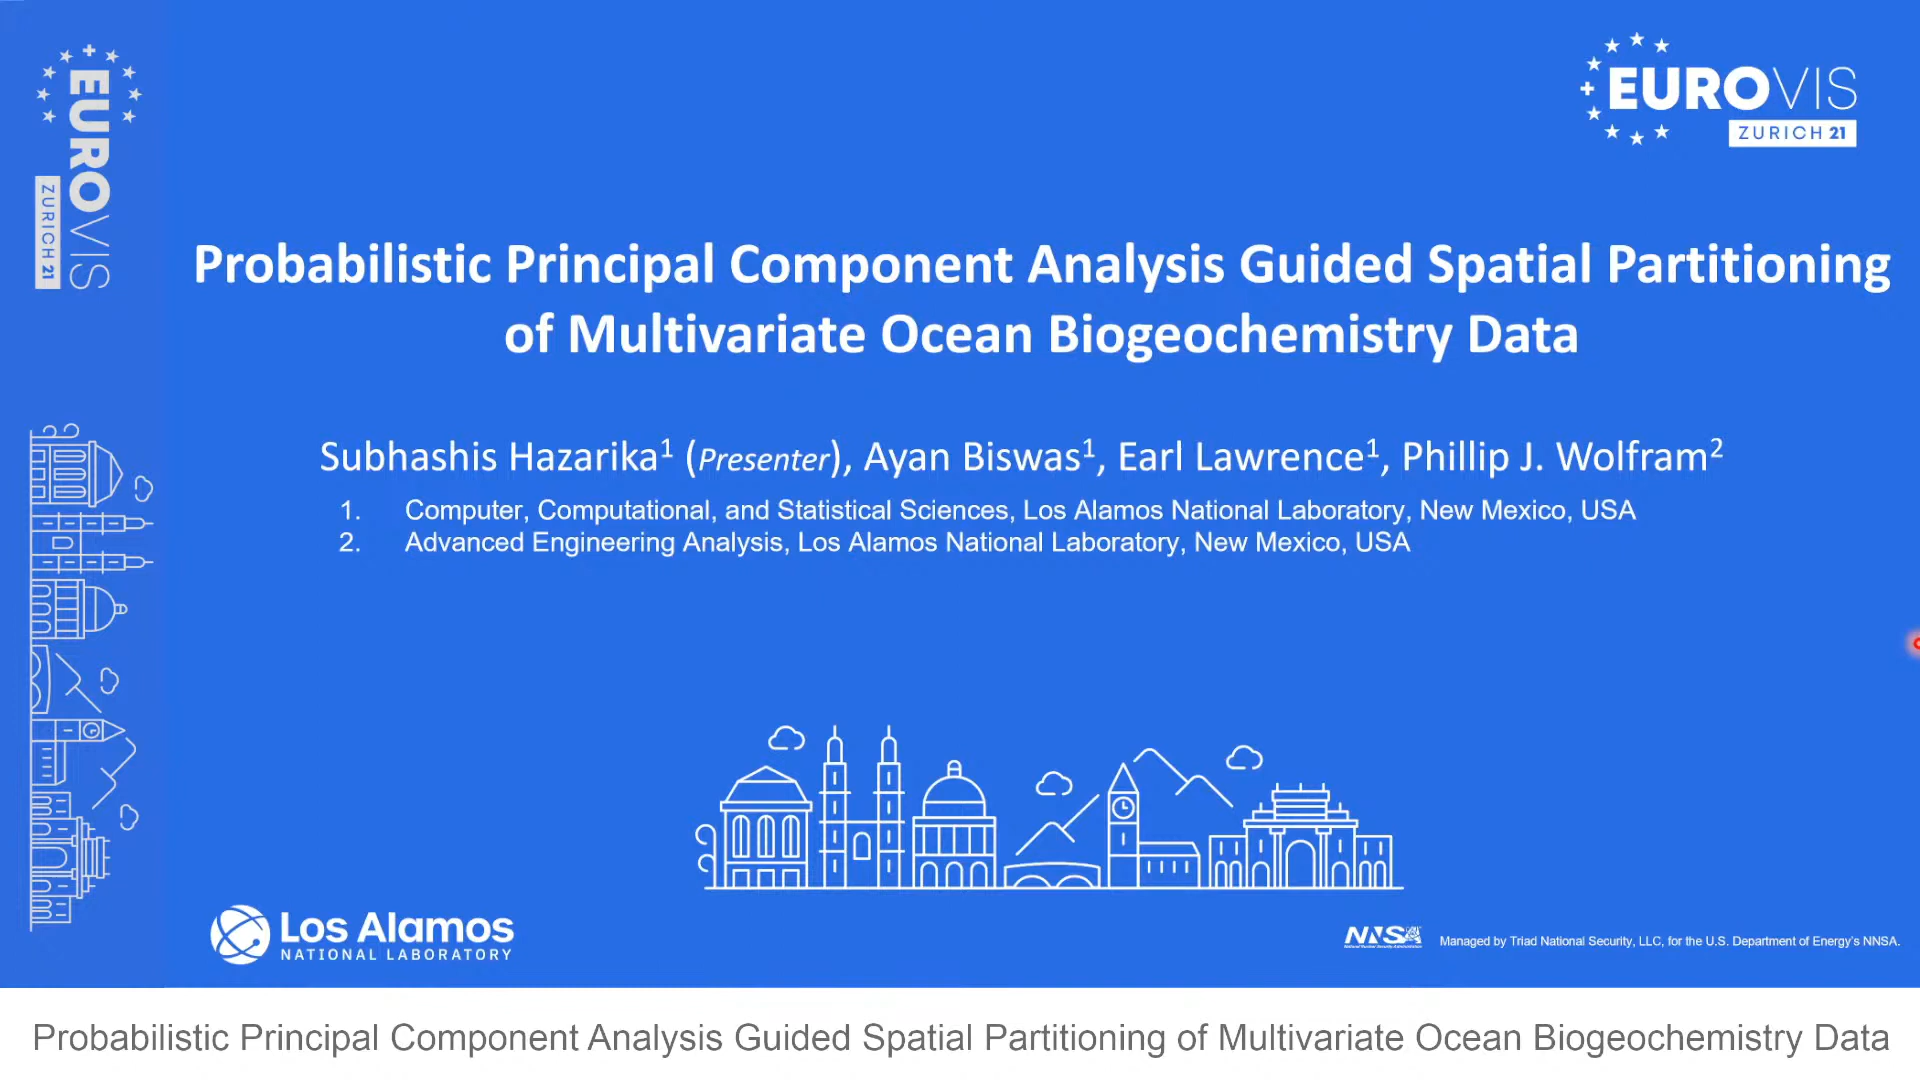 EUROVIS
ZURICH 21
EUROVIS
ZURICH 21
Probabilistic Principal Component Analysis Guided Spatial Partitioning
of Multivariate Ocean Biogeochemistry Data
Subhashis Hazarika¹ (Presenter), Ayan Biswas¹, Earl Lawrence¹, Phillip J. Wolfram²
1. Computer, Computational, and Statistical Sciences, Los Alamos National Laboratory, New Mexico, USA
2. Advanced Engineering Analysis, Los Alamos National Laboratory, New Mexico, USA
Los Alamos
NATIONAL LABORATORY
NNSA
Managed by Triad National Security, LLC, for the U.S. Department of Energy's NNSA.
Probabilistic Principal Component Analysis Guided Spatial Partitioning of Multivariate Ocean Biogeochemistry Data